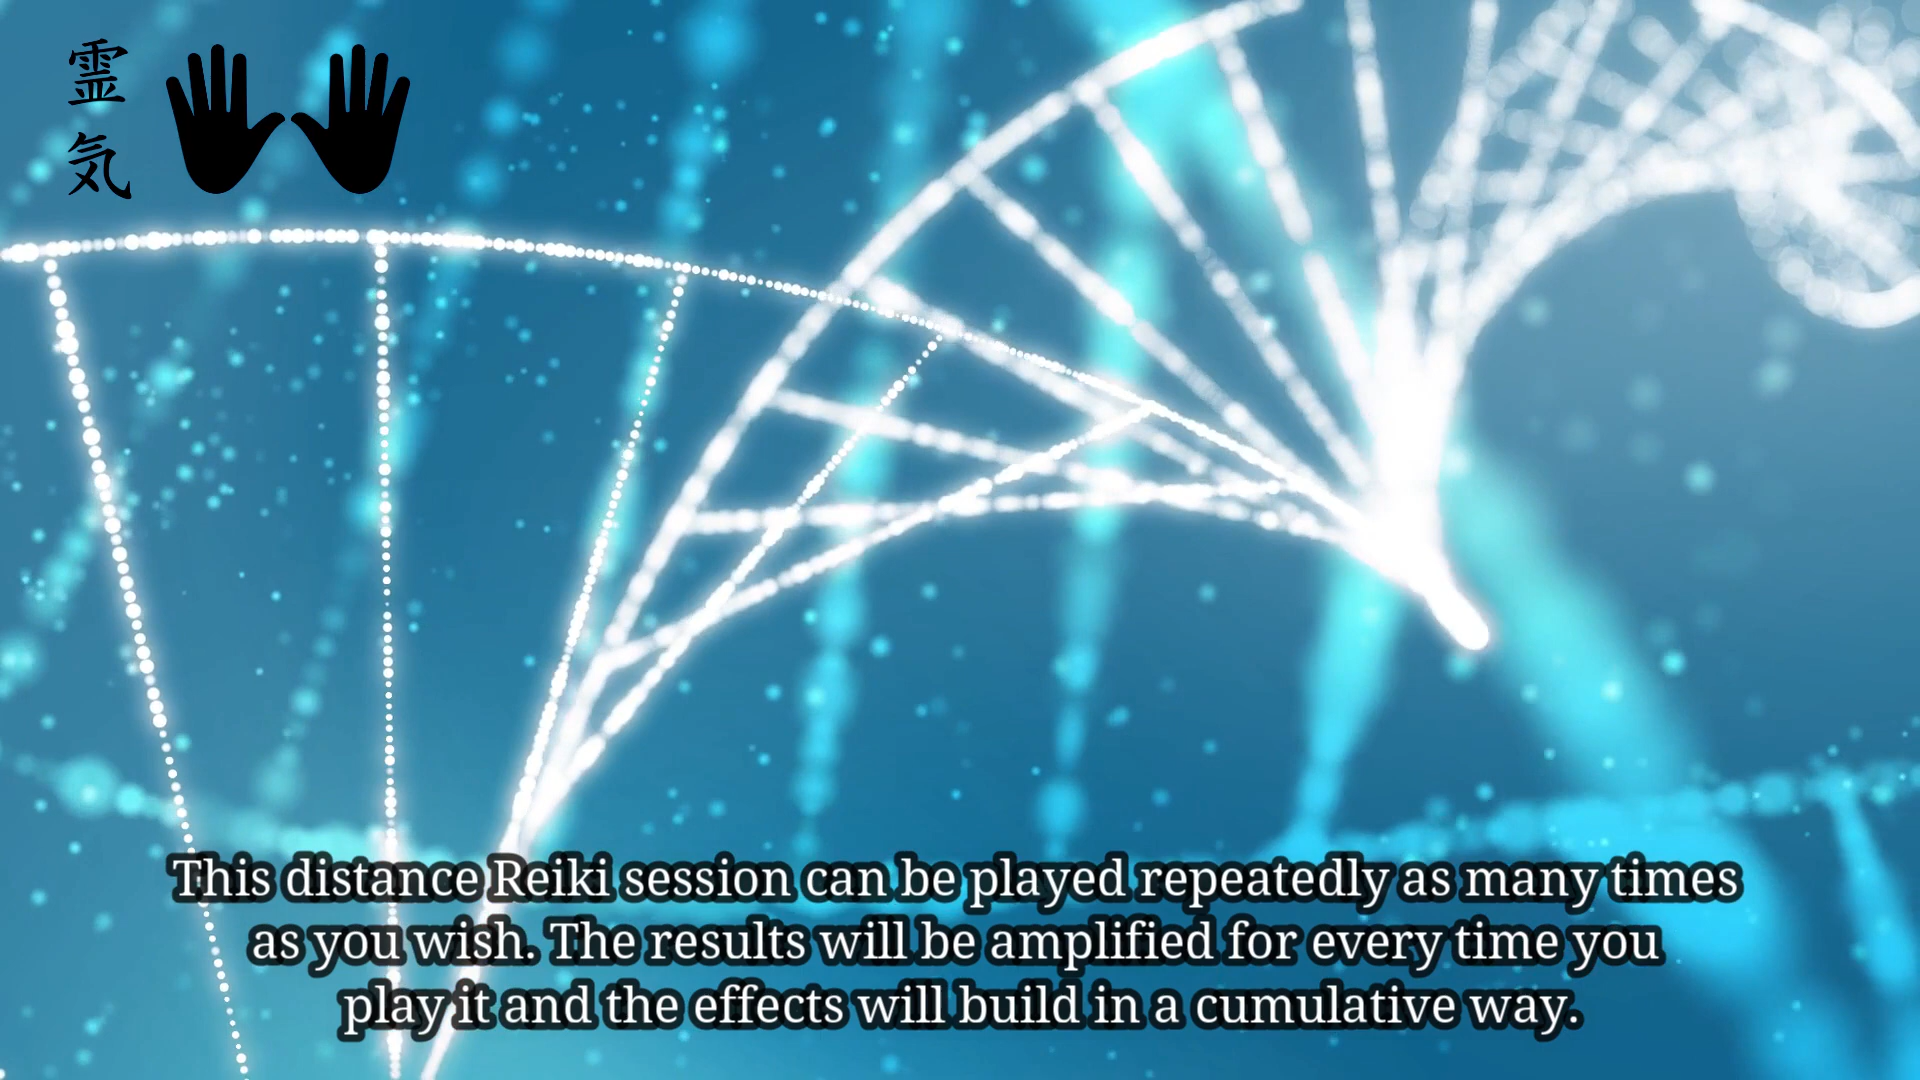 霊
気
This distance Reiki session can be played repeatedly as many times
as you wish. The results will be amplified for every time you
play it and the effects will build in a cumulative way.